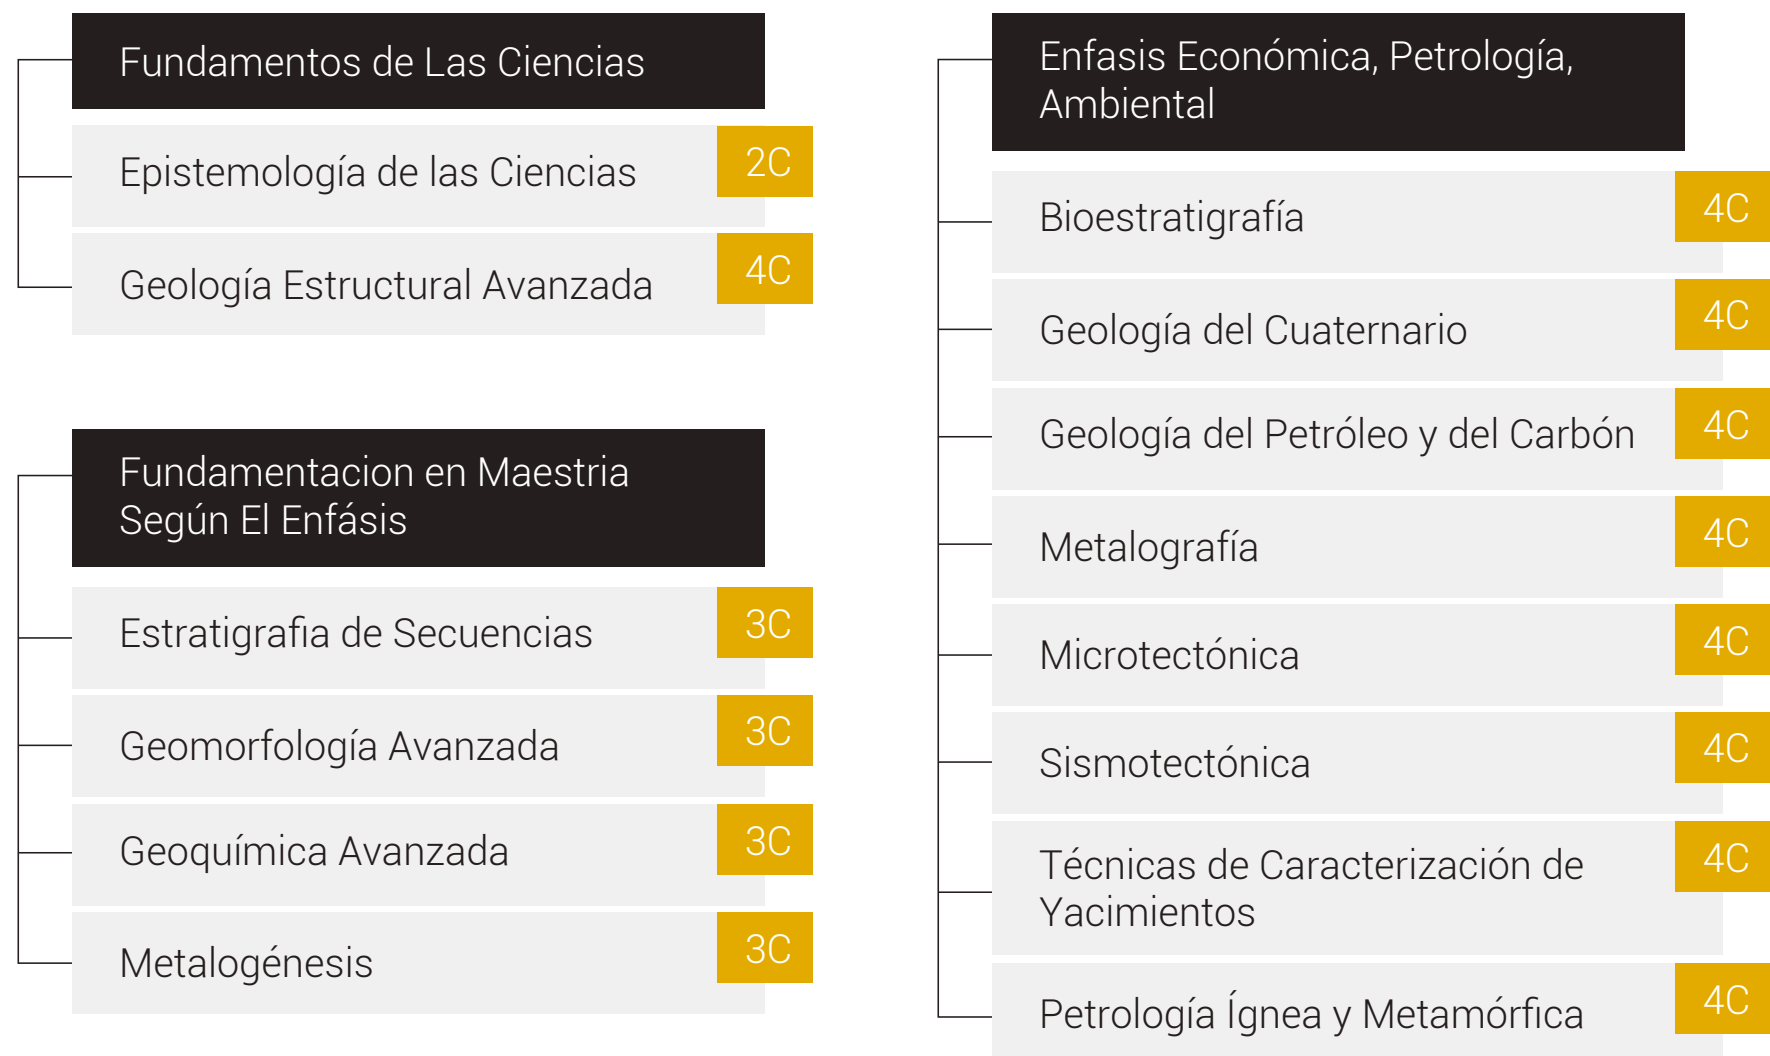 Fundamentos de Las Ciencias
Epistemología de las Ciencias
2C
Geología Estructural Avanzada
4C
Fundamentacion en Maestria
Según El Enfásis
Estratigrafia de Secuencias
3C
Geomorfología Avanzada
3C
Geoquímica Avanzada
3C
Metalogénesis
3C
Enfasis Económica, Petrología,
Ambiental
Bioestratigrafía
4C
Geología del Cuaternario
4C
Geología del Petróleo y del Carbón
4C
Metalografía
4C
Microtectónica
4C
Sismotectónica
4C
Técnicas de Caracterización de
Yacimientos
4C
Petrología Ígnea y Metamórfica
4C